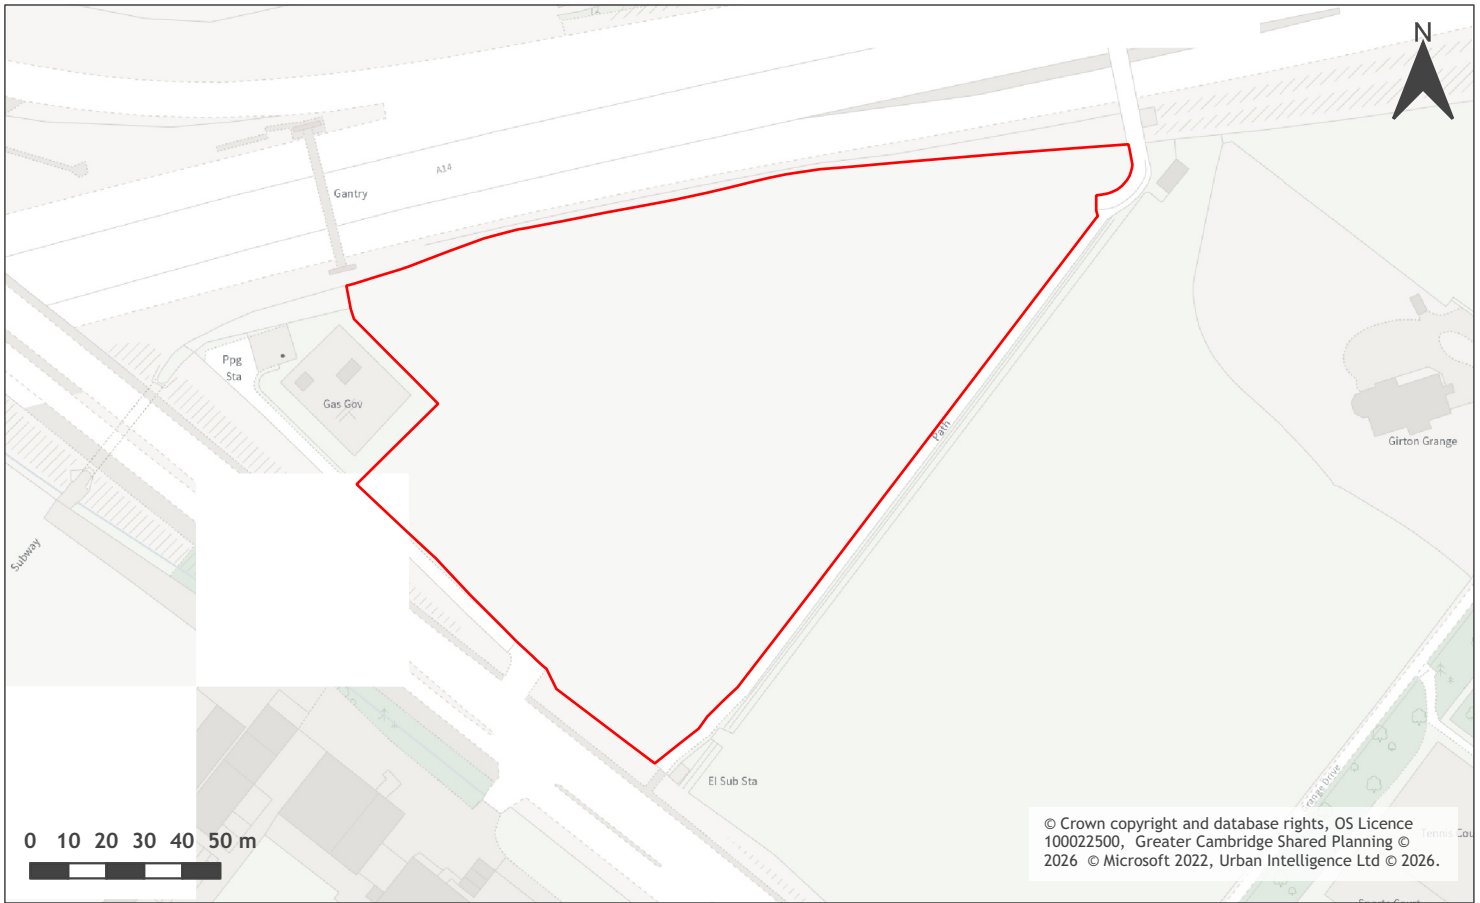 N
A14
Gantry
Ppg
Sta
Gas Gov
Path
Girton Grange
Subway
El Sub Sta
0 10 20 30 40 50 m
Drive
© Crown copyright and database rights, OS Licence
100022500, Greater Cambridge Shared Planning ©
2026 © Microsoft 2022, Urban Intelligence Ltd © 2026.
Tennis